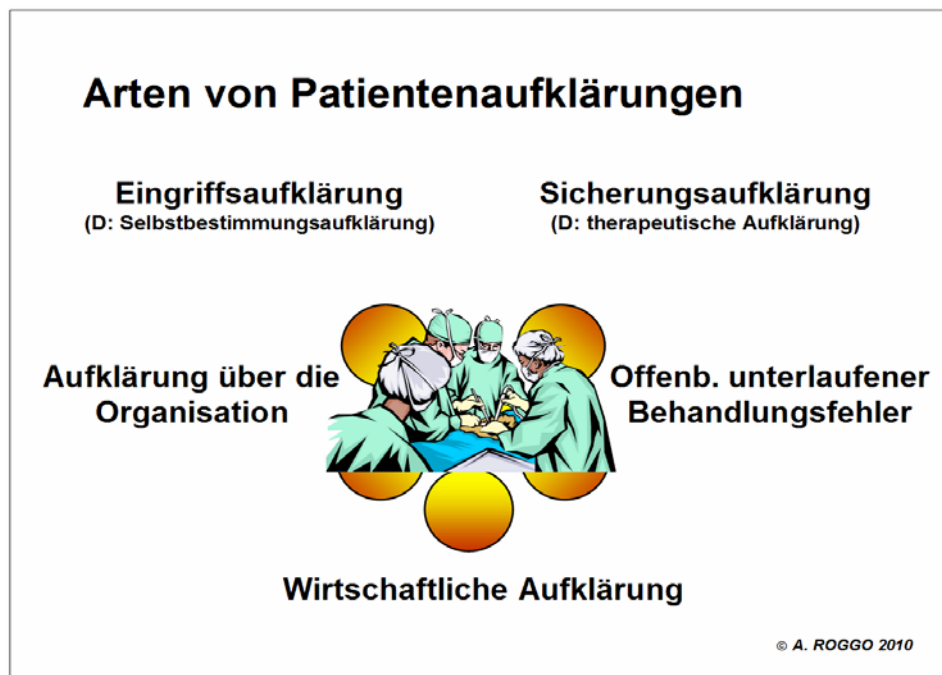 Arten von Patientenaufklärungen
Eingriffsaufklärung
(D: Selbstbestimmungsaufklärung)
Sicherungsaufklärung
(D: therapeutische Aufklärung)
Aufklärung über die
Organisation
Offenb. unterlaufener
Behandlungsfehler
Wirtschaftliche Aufklärung
© A. ROGGO 2010